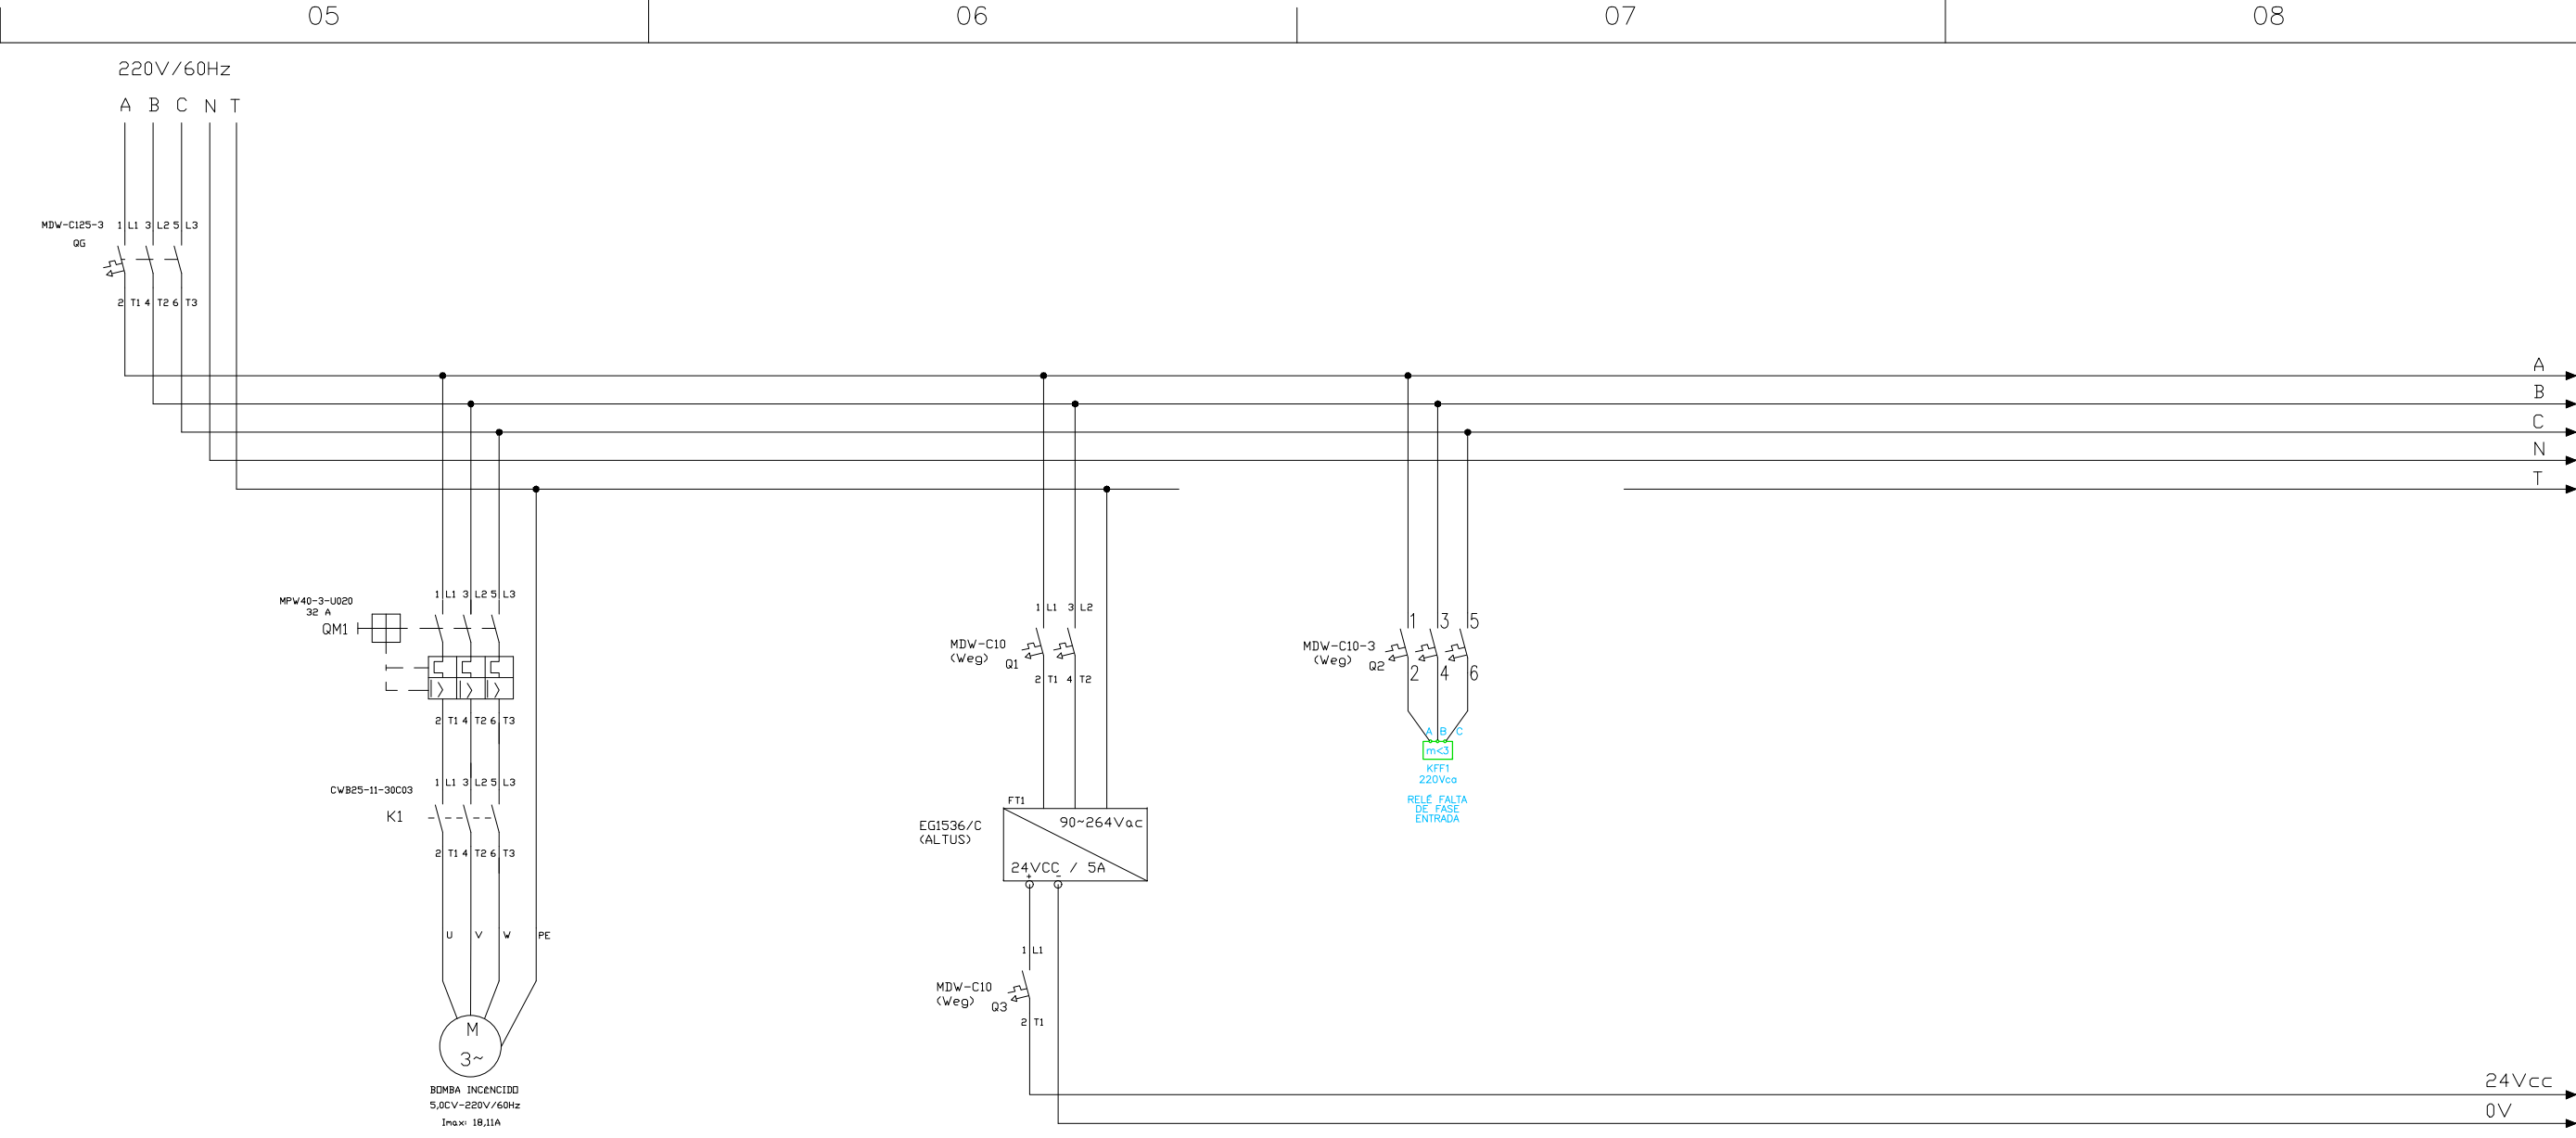 05 06 07 08
220V/60Hz
A B C N T
MDW-C125-3 1 L1 3 L2 5 L3
QG
2 T1 4 T2 6 T3
A
B
C
N
T
MPW40-3-U020
32 A
QM1
1 L1 3 L2 5 L3
2 T1 4 T2 6 T3
CWB25-11-30C03
K1
1 L1 3 L2 5 L3
2 T1 4 T2 6 T3
U V W PE
M
3~
BOMBA INCÊNCIDO
5,0CV-220V/60Hz
Imax: 18,11A
1 L1 3 L2
MDW-C10
(Weg) Q1
2 T1 4 T2
FT1
EG1536/C
(ALTUS)
90~264Vac
24VCC / 5A
+ -
1 L1
MDW-C10
(Weg) Q3
2 T1
1 3 5
MDW-C10-3
(Weg) Q2
2 4 6
A B C
m<3
KFF1
220Vca
RELÉ FALTA
DE FASE
ENTRADA
24Vcc
0V